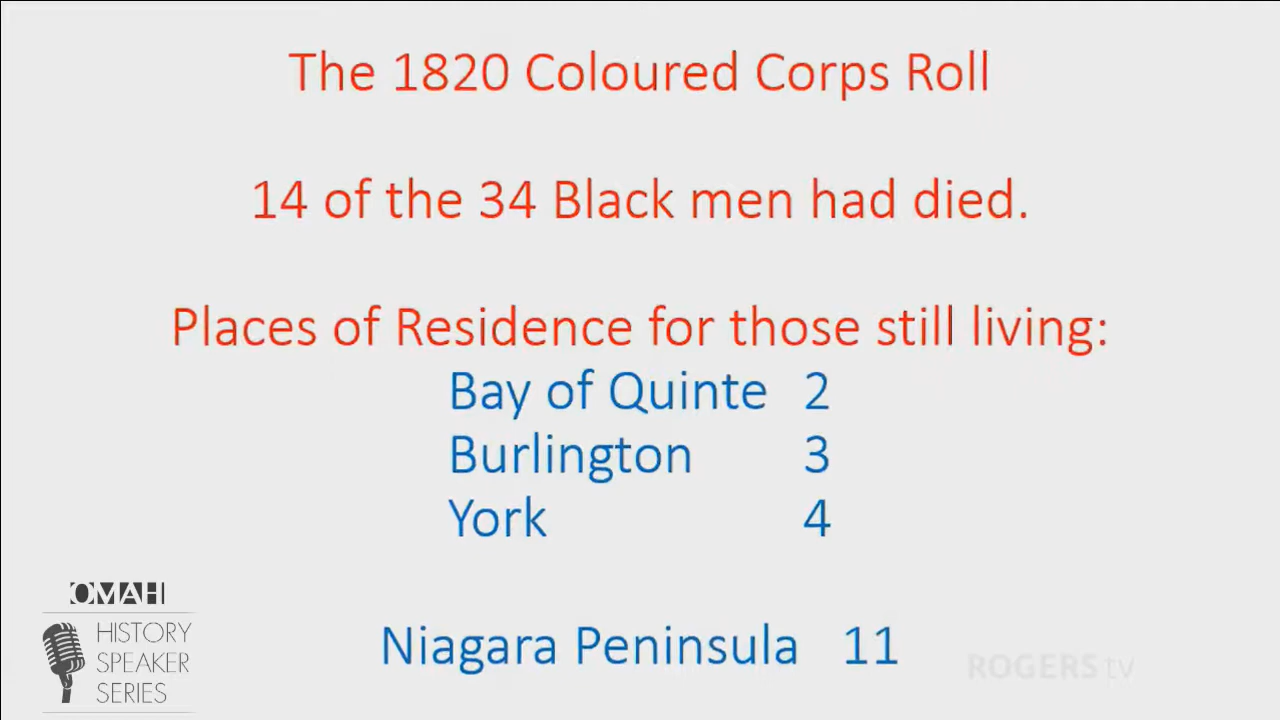 The 1820 Coloured Corps Roll
14 of the 34 Black men had died.
Places of Residence for those still living:
Bay of Quinte 2
Burlington 3
York 4
Niagara Peninsula 11
OMAH
HISTORY
SPEAKER
SERIES
ROGERS tv